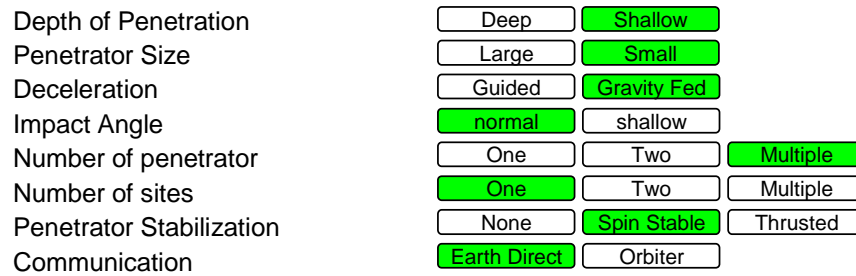 Depth of Penetration Deep Shallow
Penetrator Size Large Small
Deceleration Guided Gravity Fed
Impact Angle normal shallow
Number of penetrator One Two Multiple
Number of sites One Two Multiple
Penetrator Stabilization None Spin Stable Thrusted
Communication Earth Direct Orbiter